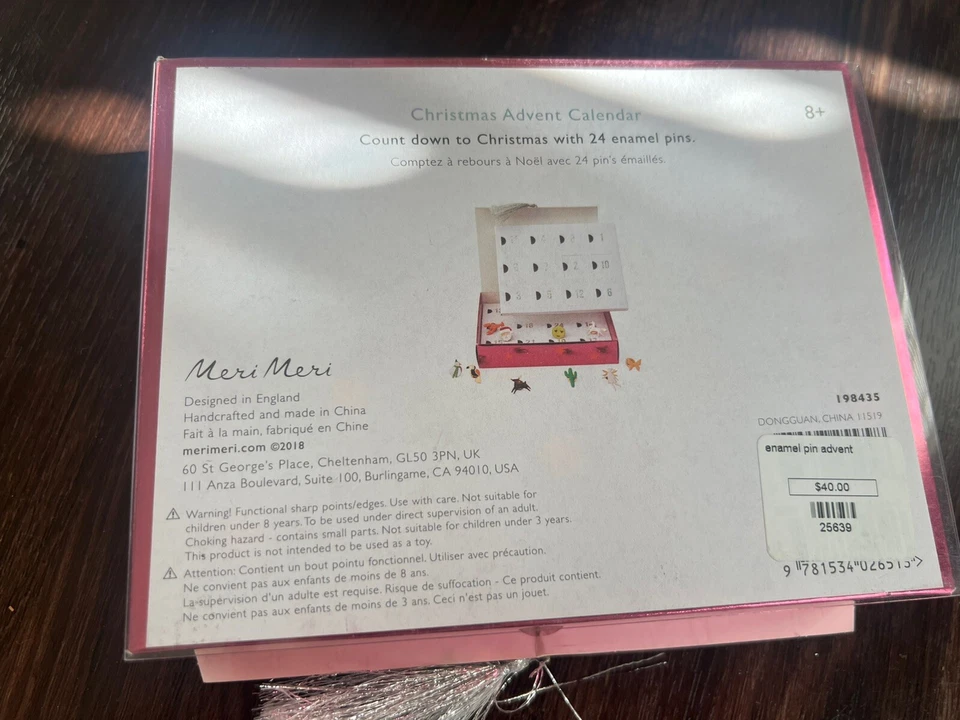 Christmas Advent Calendar
8+
Count down to Christmas with 24 enamel pins.
Comptez à rebours à Noël avec 24 pin's émaillés.
1
10
12 6
Meri Meri
Designed in England
Handcrafted and made in China
Fait à la main, fabriqué en Chine
merimeri.com ©2018
60 St George's Place, Cheltenham, GL50 3PN, UK
111 Anza Boulevard, Suite 100, Burlingame, CA 94010, USA
Warning! Functional sharp points/edges. Use with care. Not suitable for
children under 8 years. To be used under direct supervision of an adult.
Choking hazard - contains small parts. Not suitable for children under 3 years.
This product is not intended to be used as a toy.
Attention: Contient un bout pointu fonctionnel. Utiliser avec précaution.
Ne convient pas aux enfants de moins de 8 ans.
La supervision d'un adulte est requise. Risque de suffocation - Ce produit contient.
Ne convient pas aux enfants de moins de 3 ans. Ceci n'est pas un jouet.
198435
DONGGUAN, CHINA 11519
enamel pin advent
$40.00
25639
9 781534 026513 >